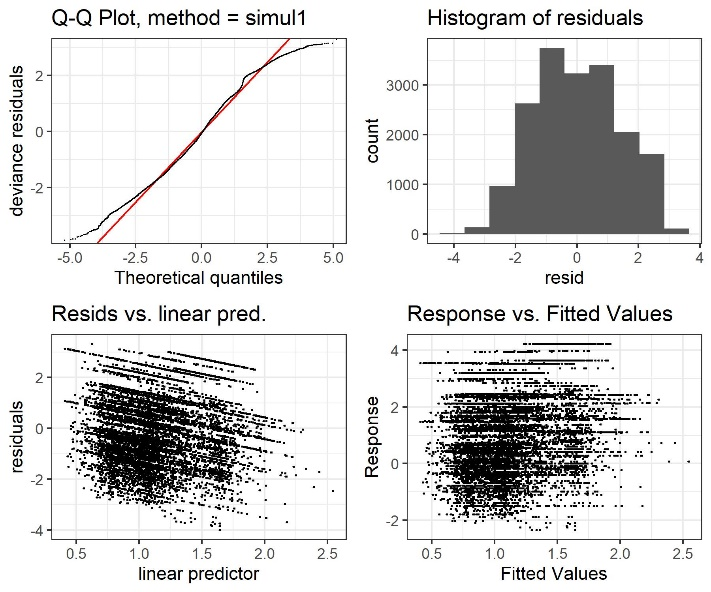 Q-Q Plot, method = simul1
deviance residuals
2
0
-2
-5.0 -2.5 0.0 2.5 5.0
Theoretical quantiles
Histogram of residuals
count
3000
2000
1000
0
-4 -2 0 2 4
resid
Resids vs. linear pred.
residuals
2
0
-2
-4
0.5 1.0 1.5 2.0 2.5
linear predictor
Response vs. Fitted Values
Response
4
2
0
-2
0.5 1.0 1.5 2.0 2.5
Fitted Values